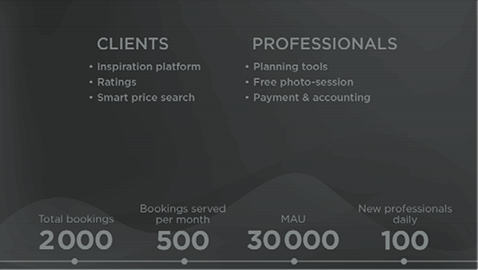 CLIENTS
• Inspiration platform
• Ratings
• Smart price search
PROFESSIONALS
• Planning tools
• Free photo-session
• Payment & accounting
Total bookings
2000
Bookings served
per month
500
MAU
30000
New professionals
daily
100